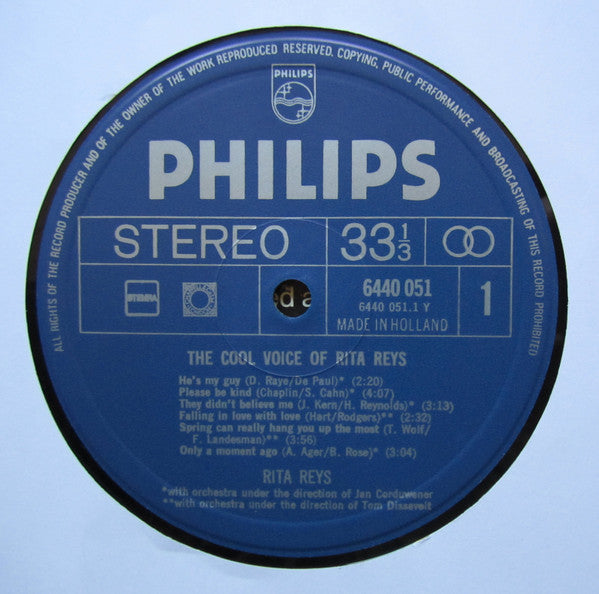 ALL RIGHTS OF THE RECORD PRODUCER AND OF THE OWNER OF THE WORK REPRODUCED RESERVED. COPYING, PUBLIC PERFORMANCE AND BROADCASTING OF THIS RECORD PROHIBITED
PHILIPS
PHILIPS
STEREO 33 1/3
STEMRA
ed a
6440 051
6440 051.1 Y
MADE IN HOLLAND
1
THE COOL VOICE OF RITA REYS
He's my guy (D. Raye/De Paul)* (2:20)
Please be kind (Chaplin/S. Cahn)* (4:07)
They didn't believe me (J. Kern/H. Reynolds)* (3:13)
Falling in love with love (Hart/Rodgers)** (2:32)
Spring can really hang you up the most (T. Wolf/
F. Landesman)** (3:56)
Only a moment ago (A. Ager/B. Rose)* (3:04)
RITA REYS
*with orchestra under the direction of Jan Corduwener
**with orchestra under the direction of Tom Dissevelt